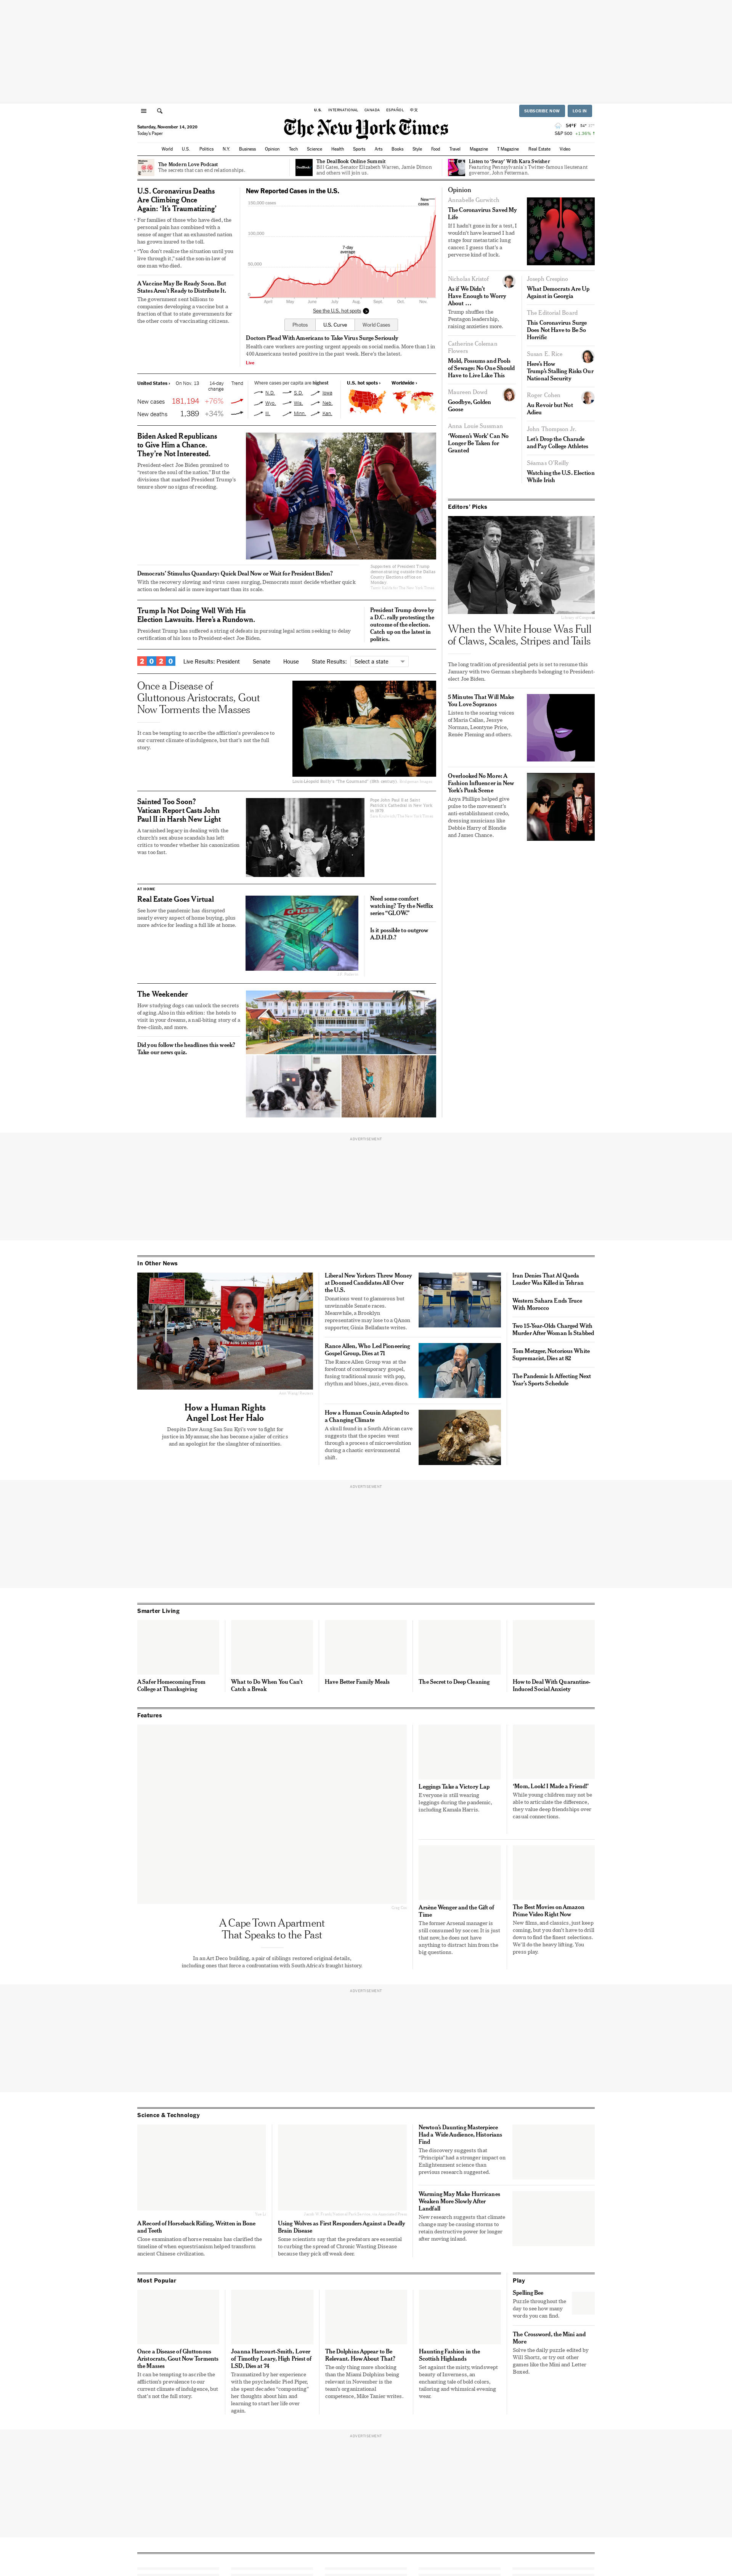 U.S. INTERNATIONAL CANADA ESPAÑOL 中文
SUBSCRIBE NOW LOG IN
Saturday, November 14, 2020
Today's Paper
The New York Times
54°F
S&P 500 +1.36%
World U.S. Politics N.Y. Business Opinion Tech Science Health Sports Arts Books Style Food Travel Magazine T Magazine Real Estate Video
The Modern Love Podcast
The secrets that can end relationships.
The DealBook Online Summit
Bill Gates, Senator Elizabeth Warren, Jamie Dimon
and others will join us.
Listen to 'Sway' With Kara Swisher
Featuring Pennsylvania's Twitter-famous lieutenant
governor, John Fetterman.
U.S. Coronavirus Deaths
Are Climbing Once
Again: 'It's Traumatizing'
For families of those who have died, the
personal pain has combined with a
sense of anger that an exhausted nation
has grown inured to the toll.
"You don't realize the situation until you
live through it," said the son-in-law of
one man who died.
A Vaccine May Be Ready Soon. But
States Aren't Ready to Distribute It.
The government sent billions to
companies developing a vaccine but a
fraction of that to state governments for
the other costs of vaccinating citizens.
New Reported Cases in the U.S.
150,000 cases
100,000
50,000
0
New cases
7-day
average
April May June July Aug. Sept. Oct. Nov.
See the U.S. hot spots
Photos U.S. Curve World Cases
Doctors Plead With Americans to Take Virus Surge Seriously
Health care workers are posting urgent appeals on social media. More than 1 in
400 Americans tested positive in the past week. Here's the latest.
Live
United States › On Nov. 13 14-day change Trend
New cases 181,194 +76%
New deaths 1,389 +34%
Where cases per capita are highest
N.D. S.D. Iowa
Wyo. Wis. Neb.
Ill. Minn. Kan.
U.S. hot spots › Worldwide ›
Biden Asked Republicans
to Give Him a Chance.
They're Not Interested.
President-elect Joe Biden promised to
"restore the soul of the nation." But the
divisions that marked President Trump's
tenure show no signs of receding.
Democrats' Stimulus Quandary: Quick Deal Now or Wait for President Biden?
With the recovery slowing and virus cases surging, Democrats must decide whether quick
action on federal aid is more important than its scale.
Supporters of President Trump
demonstrating outside the Dallas
County Elections office on
Monday.
Trump Is Not Doing Well With His
Election Lawsuits. Here's a Rundown.
President Trump has suffered a string of defeats in pursuing legal action seeking to delay
certification of his loss to President-elect Joe Biden.
President Trump drove by
a D.C. rally protesting the
outcome of the election.
Catch up on the latest in
politics.
2020 Live Results: President Senate House State Results: Select a state
Once a Disease of
Gluttonous Aristocrats, Gout
Now Torments the Masses
It can be tempting to ascribe the affliction's prevalence to
our current climate of indulgence, but that's not the full
story.
Sainted Too Soon?
Vatican Report Casts John
Paul II in Harsh New Light
A tarnished legacy in dealing with the
church's sex abuse scandals has left
critics to wonder whether his canonization
was too fast.
Pope John Paul II at Saint
Patrick's Cathedral in New York
in 1979.
AT HOME
Real Estate Goes Virtual
See how the pandemic has disrupted
nearly every aspect of home buying, plus
more advice for leading a full life at home.
Need some comfort
watching? Try the Netflix
series "GLOW."
Is it possible to outgrow
A.D.H.D.?
The Weekender
How studying dogs can unlock the secrets
of aging. Also in this edition: the hotels to
visit in your dreams, a nail-biting story of a
free-climb, and more.
Did you follow the headlines this week?
Take our news quiz.
Opinion
Annabelle Gurwitch
The Coronavirus Saved My
Life
If I hadn't gone in for a test, I
wouldn't have learned I had
stage four metastatic lung
cancer. I guess that's a
perverse kind of luck.
Nicholas Kristof
As if We Didn't
Have Enough to Worry
About …
Trump shuffles the
Pentagon leadership,
raising anxieties more.
Catherine Coleman
Flowers
Mold, Possums and Pools
of Sewage: No One Should
Have to Live Like This
Maureen Dowd
Goodbye, Golden
Goose
Anna Louie Sussman
'Women's Work' Can No
Longer Be Taken for
Granted
Joseph Crespino
What Democrats Are Up
Against in Georgia
The Editorial Board
This Coronavirus Surge
Does Not Have to Be So
Horrific
Susan E. Rice
Here's How
Trump's Stalling Risks Our
National Security
Roger Cohen
Au Revoir but Not
Adieu
John Thompson Jr.
Let's Drop the Charade
and Pay College Athletes
Séamas O'Reilly
Watching the U.S. Election
While Irish
Editors' Picks
When the White House Was Full
of Claws, Scales, Stripes and Tails
The long tradition of presidential pets is set to resume this
January with two German shepherds belonging to President-
elect Joe Biden.
5 Minutes That Will Make
You Love Sopranos
Listen to the soaring voices
of Maria Callas, Jessye
Norman, Leontyne Price,
Renée Fleming and others.
Overlooked No More: A
Fashion Influencer in New
York's Punk Scene
Anya Phillips helped give
pulse to the movement's
anti-establishment credo,
dressing musicians like
Debbie Harry of Blondie
and James Chance.
ADVERTISEMENT
In Other News
How a Human Rights
Angel Lost Her Halo
Despite Daw Aung San Suu Kyi's vow to fight for
justice in Myanmar, she has become a jailer of critics
and an apologist for the slaughter of minorities.
Liberal New Yorkers Threw Money
at Doomed Candidates All Over
the U.S.
Donations went to glamorous but
unwinnable Senate races.
Meanwhile, a Brooklyn
representative may lose to a QAnon
supporter, Ginia Bellafante writes.
Rance Allen, Who Led Pioneering
Gospel Group, Dies at 71
The Rance Allen Group was at the
forefront of contemporary gospel,
fusing traditional music with pop,
rhythm and blues, jazz, even disco.
How a Human Cousin Adapted to
a Changing Climate
A skull found in a South African cave
suggests that the species went
through a process of microevolution
during a chaotic environmental
shift.
Iran Denies That Al Qaeda
Leader Was Killed in Tehran
Western Sahara Ends Truce
With Morocco
Two 15-Year-Olds Charged With
Murder After Woman Is Stabbed
Tom Metzger, Notorious White
Supremacist, Dies at 82
The Pandemic Is Affecting Next
Year's Sports Schedule
ADVERTISEMENT
Smarter Living
A Safer Homecoming From
College at Thanksgiving
What to Do When You Can't
Catch a Break
Have Better Family Meals
The Secret to Deep Cleaning
How to Deal With Quarantine-
Induced Social Anxiety
Features
A Cape Town Apartment
That Speaks to the Past
In an Art Deco building, a pair of siblings restored original details,
including ones that force a confrontation with South Africa's fraught history.
Leggings Take a Victory Lap
Everyone is still wearing
leggings during the pandemic,
including Kamala Harris.
'Mom, Look! I Made a Friend!'
While young children may not be
able to articulate the difference,
they value deep friendships over
casual connections.
Arsène Wenger and the Gift of
Time
The former Arsenal manager is
still consumed by soccer. It is just
that now, he does not have
anything to distract him from the
big questions.
The Best Movies on Amazon
Prime Video Right Now
New films, and classics, just keep
coming, but you don't have to drill
down to find the finest selections.
We'll do the heavy lifting. You
press play.
ADVERTISEMENT
Science & Technology
A Record of Horseback Riding, Written in Bone
and Teeth
Close examination of horse remains has clarified the
timeline of when equestrianism helped transform
ancient Chinese civilization.
Using Wolves as First Responders Against a Deadly
Brain Disease
Some scientists say that the predators are essential
to curbing the spread of Chronic Wasting Disease
because they pick off weak deer.
Newton's Daunting Masterpiece
Had a Wide Audience, Historians
Find
The discovery suggests that
"Principia" had a stronger impact on
Enlightenment science than
previous research suggested.
Warming May Make Hurricanes
Weaken More Slowly After
Landfall
New research suggests that climate
change may be causing storms to
retain destructive power for longer
after moving inland.
Most Popular
Once a Disease of Gluttonous
Aristocrats, Gout Now Torments
the Masses
It can be tempting to ascribe the
affliction's prevalence to our
current climate of indulgence, but
that's not the full story.
Joanna Harcourt-Smith, Lover
of Timothy Leary, High Priest of
LSD, Dies at 74
Traumatized by her experience
with the psychedelic Pied Piper,
she spent decades "composting"
her thoughts about him and
learning to start her life over
again.
The Dolphins Appear to Be
Relevant. How About That?
The only thing more shocking
than the Miami Dolphins being
relevant in November is the
team's organizational
competence, Mike Tanier writes.
Haunting Fashion in the
Scottish Highlands
Set against the misty, windswept
beauty of Inverness, an
enchanting tale of bold colors,
tailoring and whimsical evening
wear.
Play
Spelling Bee
Puzzle throughout the
day to see how many
words you can find.
The Crossword, the Mini and
More
Solve the daily puzzle edited by
Will Shortz, or try out other
games like the Mini and Letter
Boxed.
ADVERTISEMENT